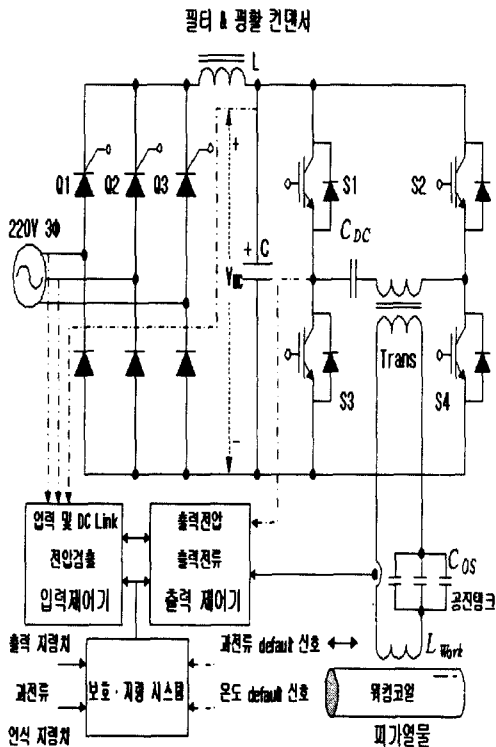 필터 & 평활 컨덴서
L
Q1 Q2 Q3
S1
S2
220V 3Φ
+
C_DC
+ C
V_DC
Trans
S3
S4
-
입력 및 DC Link
전압검출
입력제어기
출력전압
출력전류
출력 제어기
C_OS
공진탱크
출력 지령치
과전류
인식 지령치
보호·지령 시스템
과전류 default 신호
온도 default 신호
L_Work
워킹코일
피가열물